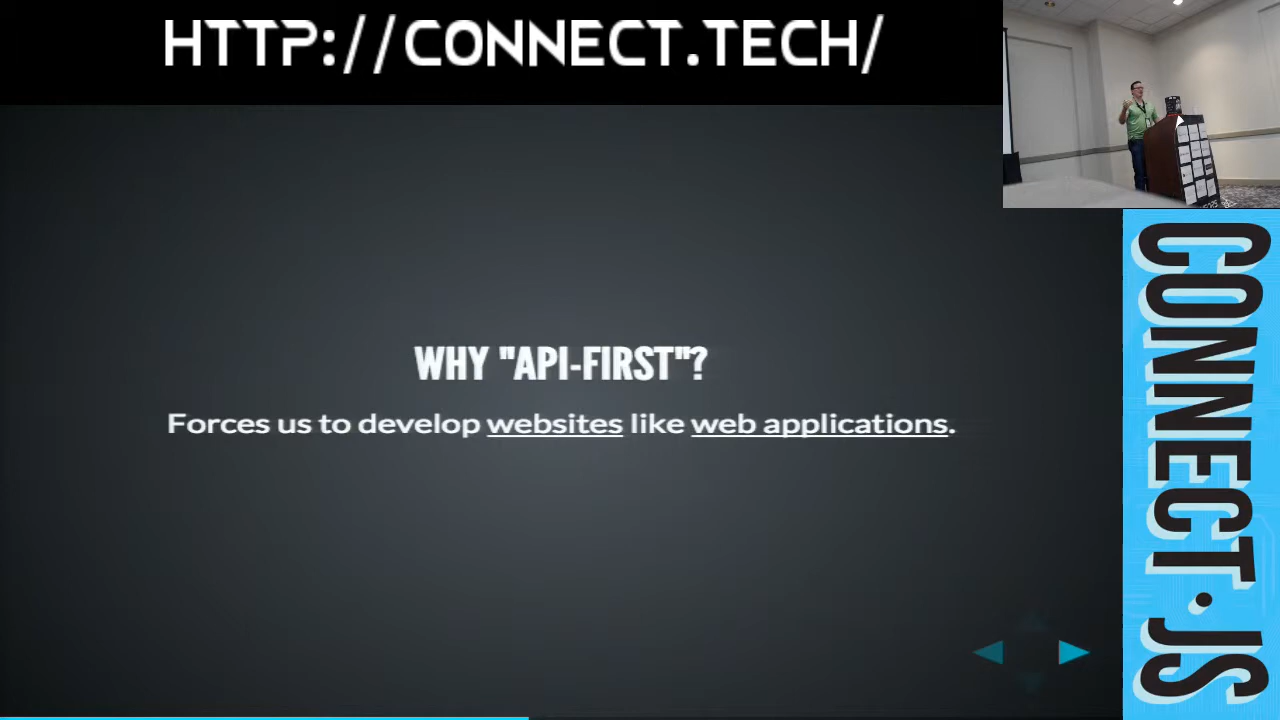 HTTP://CONNECT.TECH/
WHY "API-FIRST"?
Forces us to develop websites like web applications.
CONNECT.JS